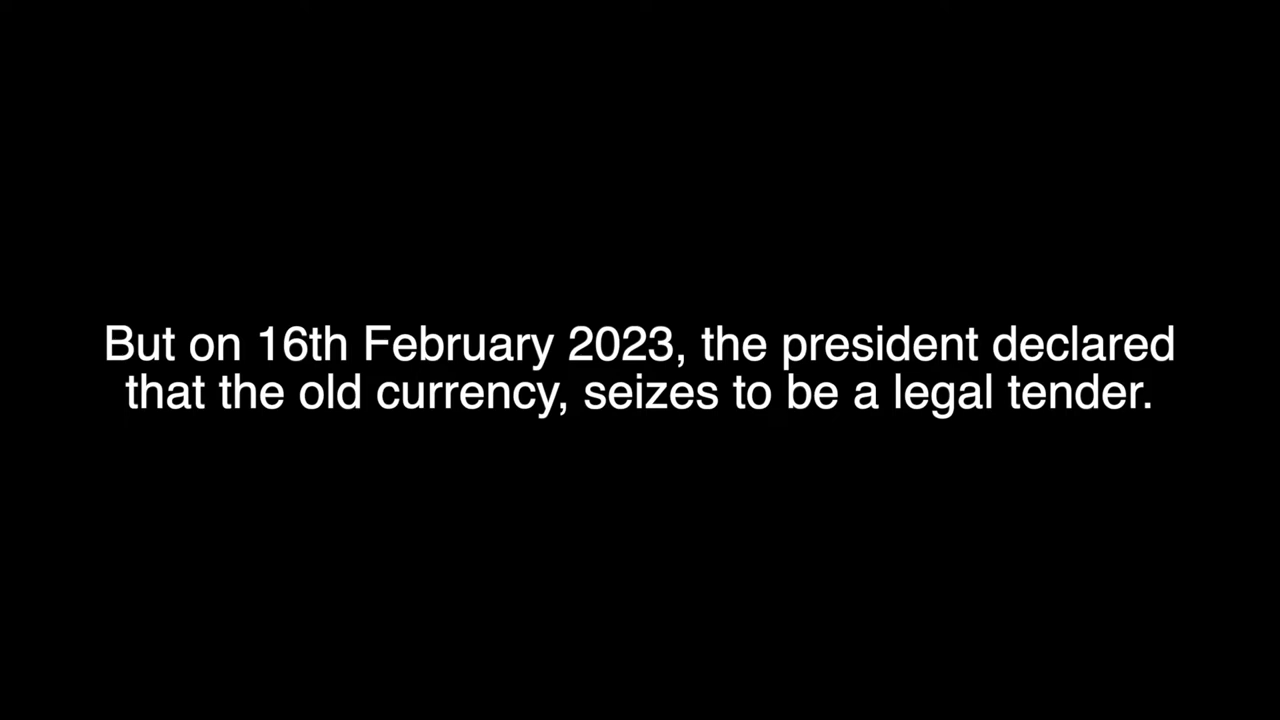 But on 16th February 2023, the president declared
that the old currency, seizes to be a legal tender.